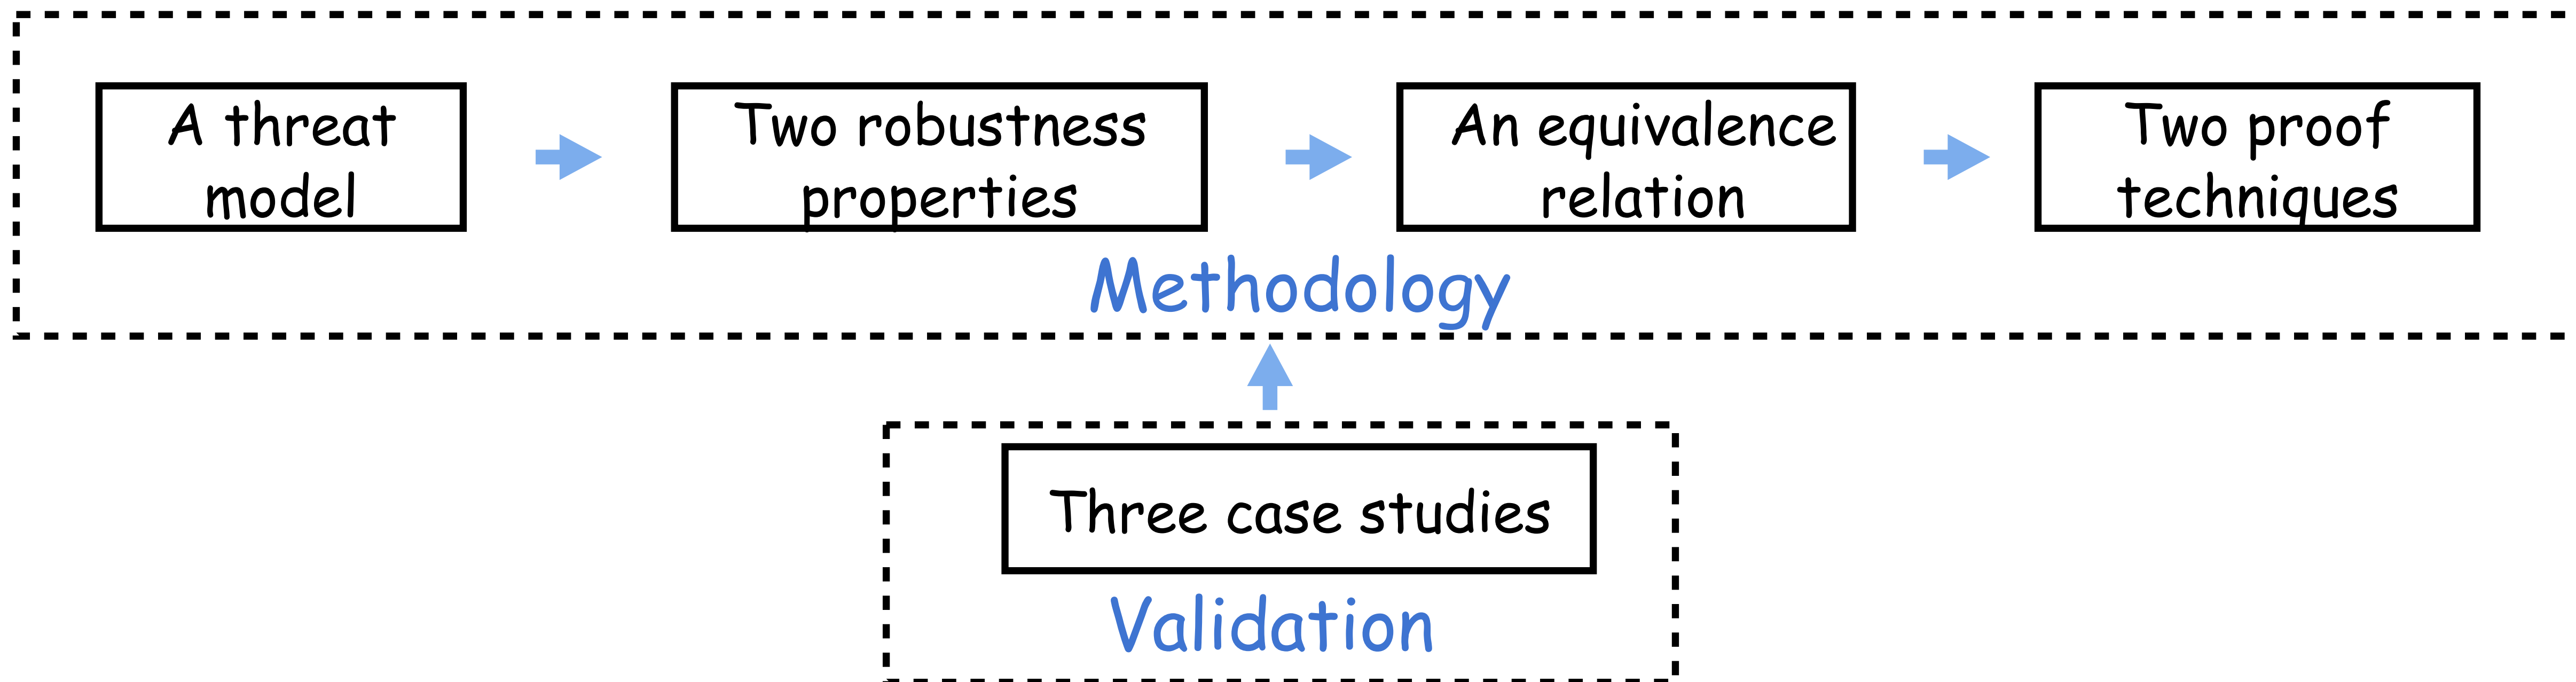 A threat
model
Two robustness
properties
An equivalence
relation
Two proof
techniques
Methodology
Three case studies
Validation